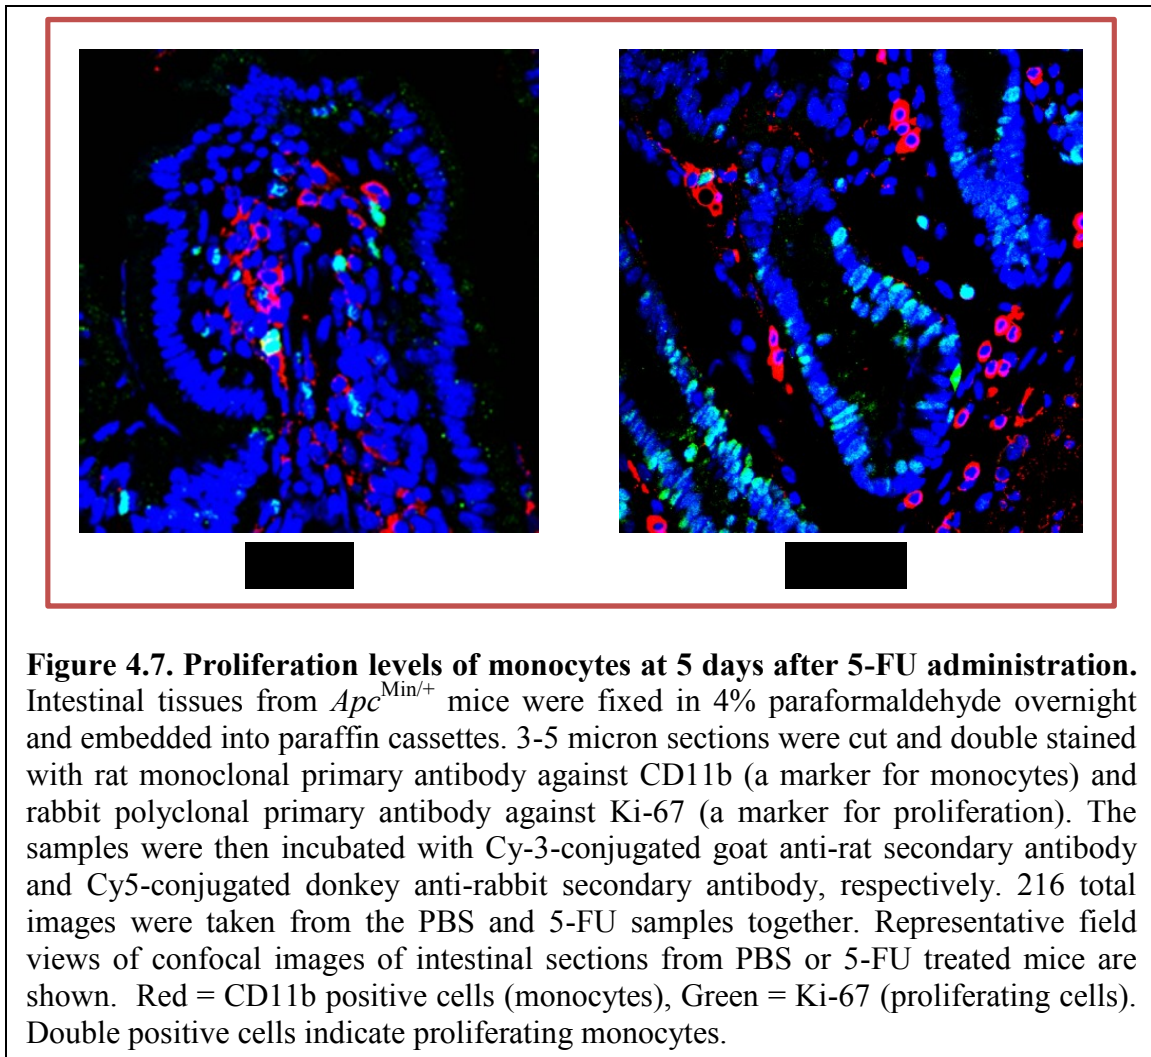 Figure 4.7. Proliferation levels of monocytes at 5 days after 5-FU administration.
Intestinal tissues from Apc^Min/+ mice were fixed in 4% paraformaldehyde overnight
and embedded into paraffin cassettes. 3-5 micron sections were cut and double stained
with rat monoclonal primary antibody against CD11b (a marker for monocytes) and
rabbit polyclonal primary antibody against Ki-67 (a marker for proliferation). The
samples were then incubated with Cy-3-conjugated goat anti-rat secondary antibody
and Cy5-conjugated donkey anti-rabbit secondary antibody, respectively. 216 total
images were taken from the PBS and 5-FU samples together. Representative field
views of confocal images of intestinal sections from PBS or 5-FU treated mice are
shown. Red = CD11b positive cells (monocytes), Green = Ki-67 (proliferating cells).
Double positive cells indicate proliferating monocytes.